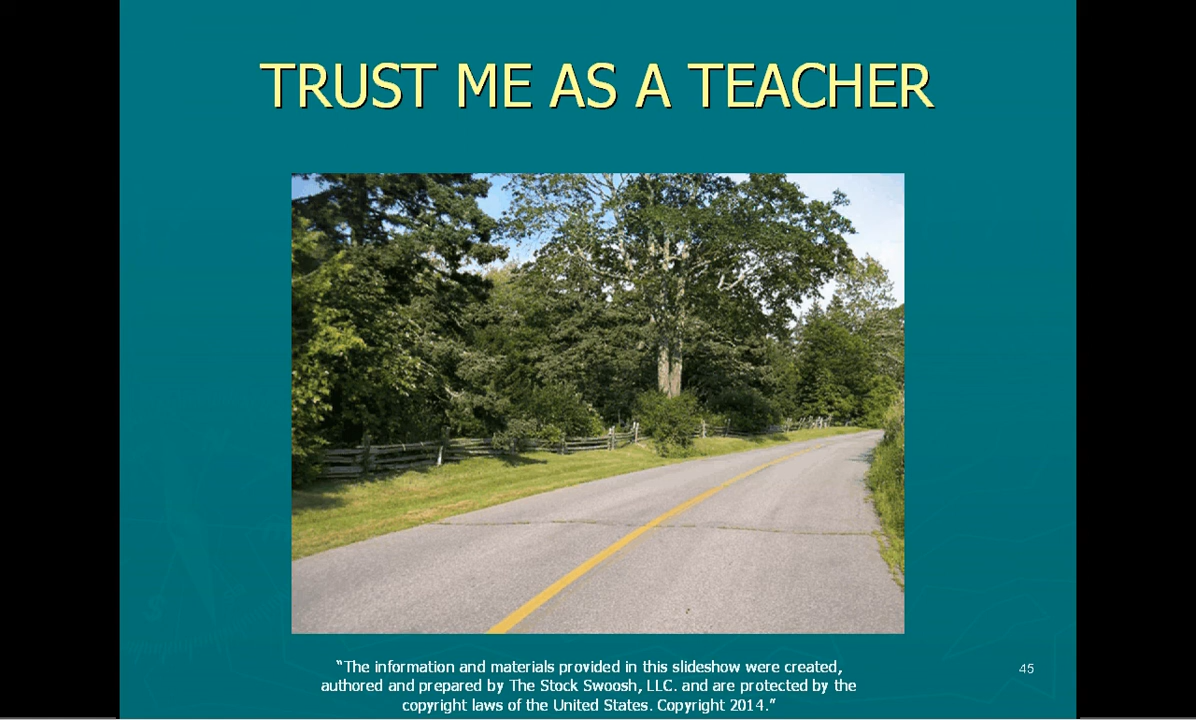 TRUST ME AS A TEACHER
“The information and materials provided in this slideshow were created,
authored and prepared by The Stock Swoosh, LLC. and are protected by the
copyright laws of the United States. Copyright 2014.”
45